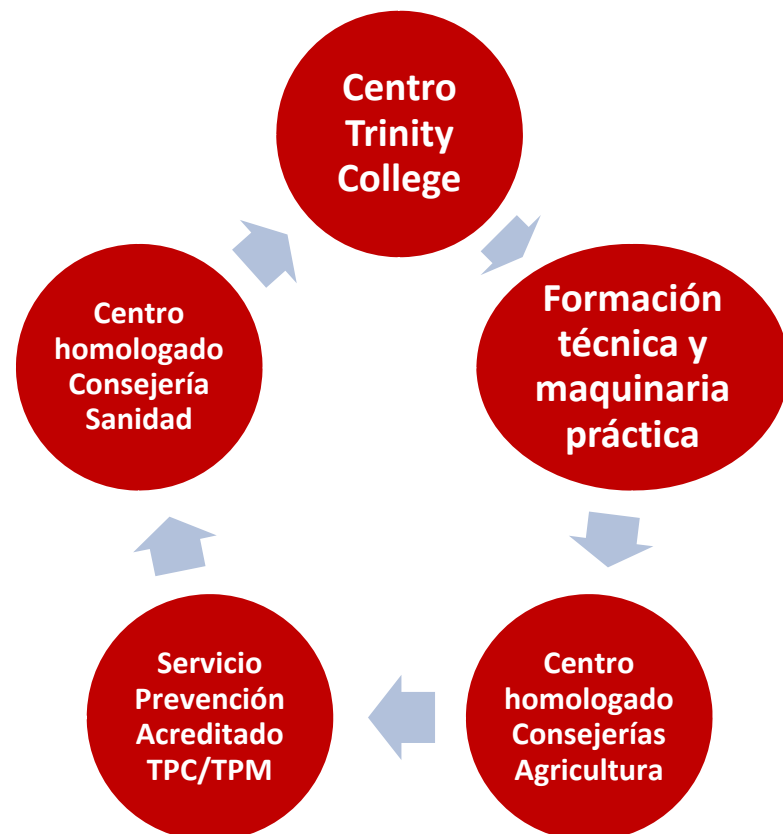 Centro
Trinity
College
Formación
técnica y
maquinaria
práctica
Centro
homologado
Consejerías
Agricultura
Servicio
Prevención
Acreditado
TPC/TPM
Centro
homologado
Consejería
Sanidad